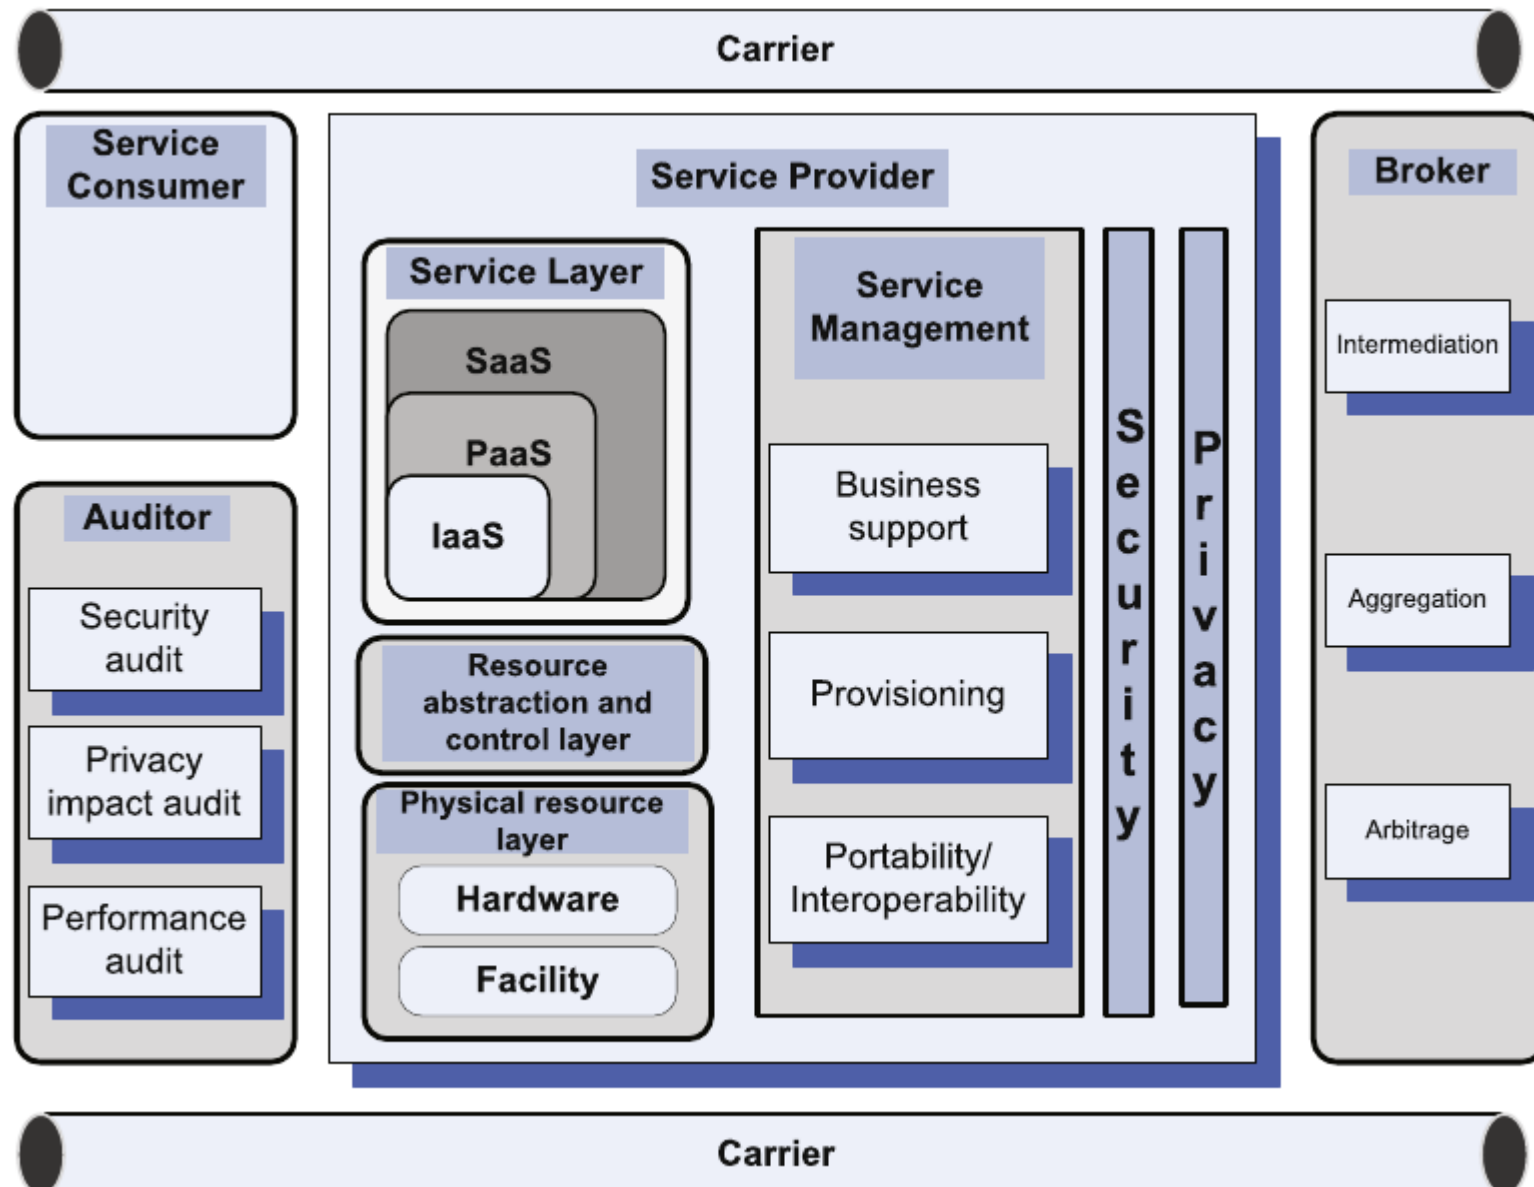 Carrier
Service
Consumer
Auditor
Security
audit
Privacy
impact audit
Performance
audit
Service Provider
Service Layer
SaaS
PaaS
IaaS
Resource
abstraction and
control layer
Physical resource
layer
Hardware
Facility
Service
Management
Business
support
Provisioning
Portability/
Interoperability
Security
Privacy
Broker
Intermediation
Aggregation
Arbitrage
Carrier